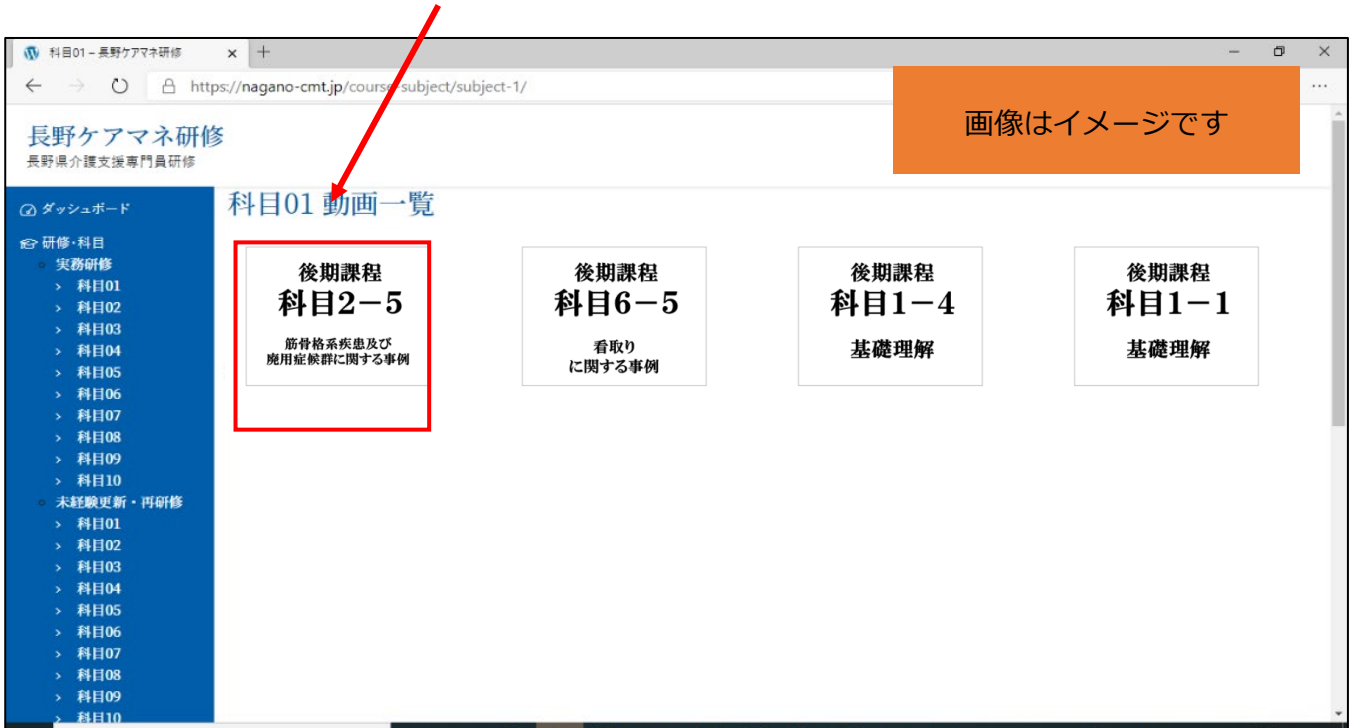 科目01 – 長野ケアマネ研修
https://nagano-cmt.jp/course-subject/subject-1/
画像はイメージです
長野ケアマネ研修
長野県介護支援専門員研修
ダッシュボード
研修・科目
実務研修
科目01
科目02
科目03
科目04
科目05
科目06
科目07
科目08
科目09
科目10
未経験更新・再研修
科目01
科目02
科目03
科目04
科目05
科目06
科目07
科目08
科目09
科目10
科目01 動画一覧
後期課程
科目2－5
筋骨格系疾患及び
廃用症候群に関する事例
後期課程
科目6－5
看取り
に関する事例
後期課程
科目1－4
基礎理解
後期課程
科目1－1
基礎理解